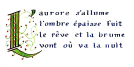 L'aurore s'allume
l'ombre épaisse fuit
le rêve et la brume
vont où va la nuit